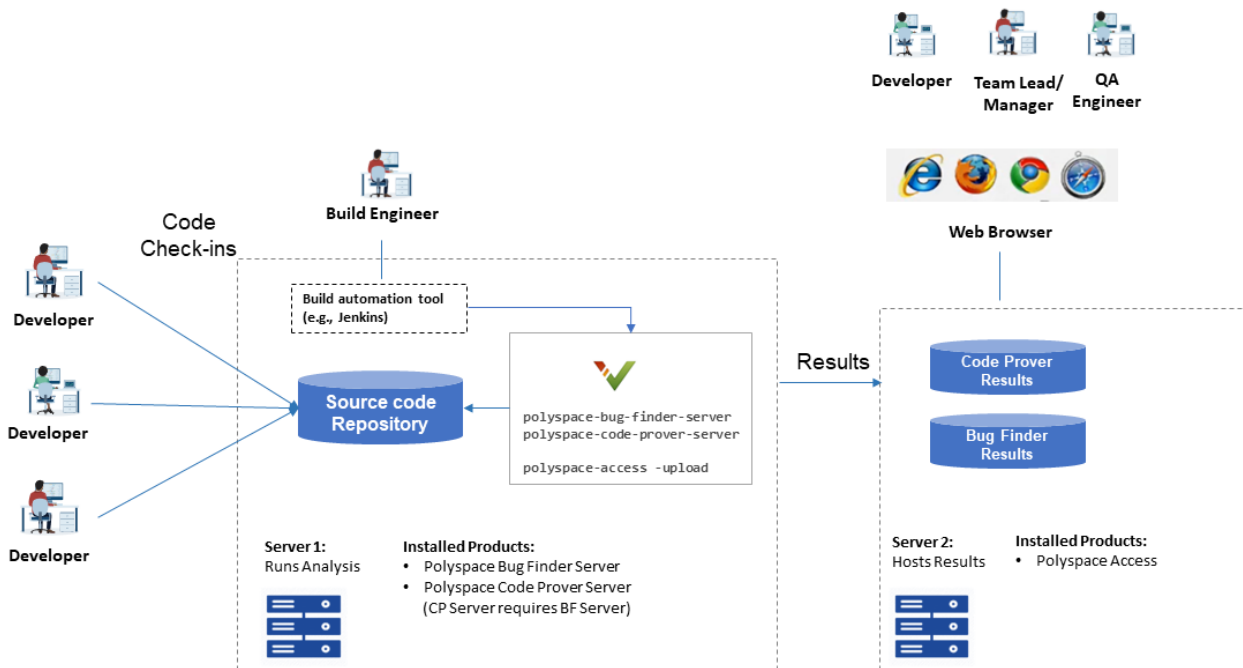 Developer
Team Lead/
Manager
QA
Engineer
Web Browser
Build Engineer
Code
Check-ins
Developer
Developer
Developer
Build automation tool
(e.g., Jenkins)
Source code
Repository
polyspace-bug-finder-server
polyspace-code-prover-server
polyspace-access -upload
Results
Code Prover
Results
Bug Finder
Results
Server 1:
Runs Analysis
Installed Products:
• Polyspace Bug Finder Server
• Polyspace Code Prover Server
(CP Server requires BF Server)
Server 2:
Hosts Results
Installed Products:
• Polyspace Access